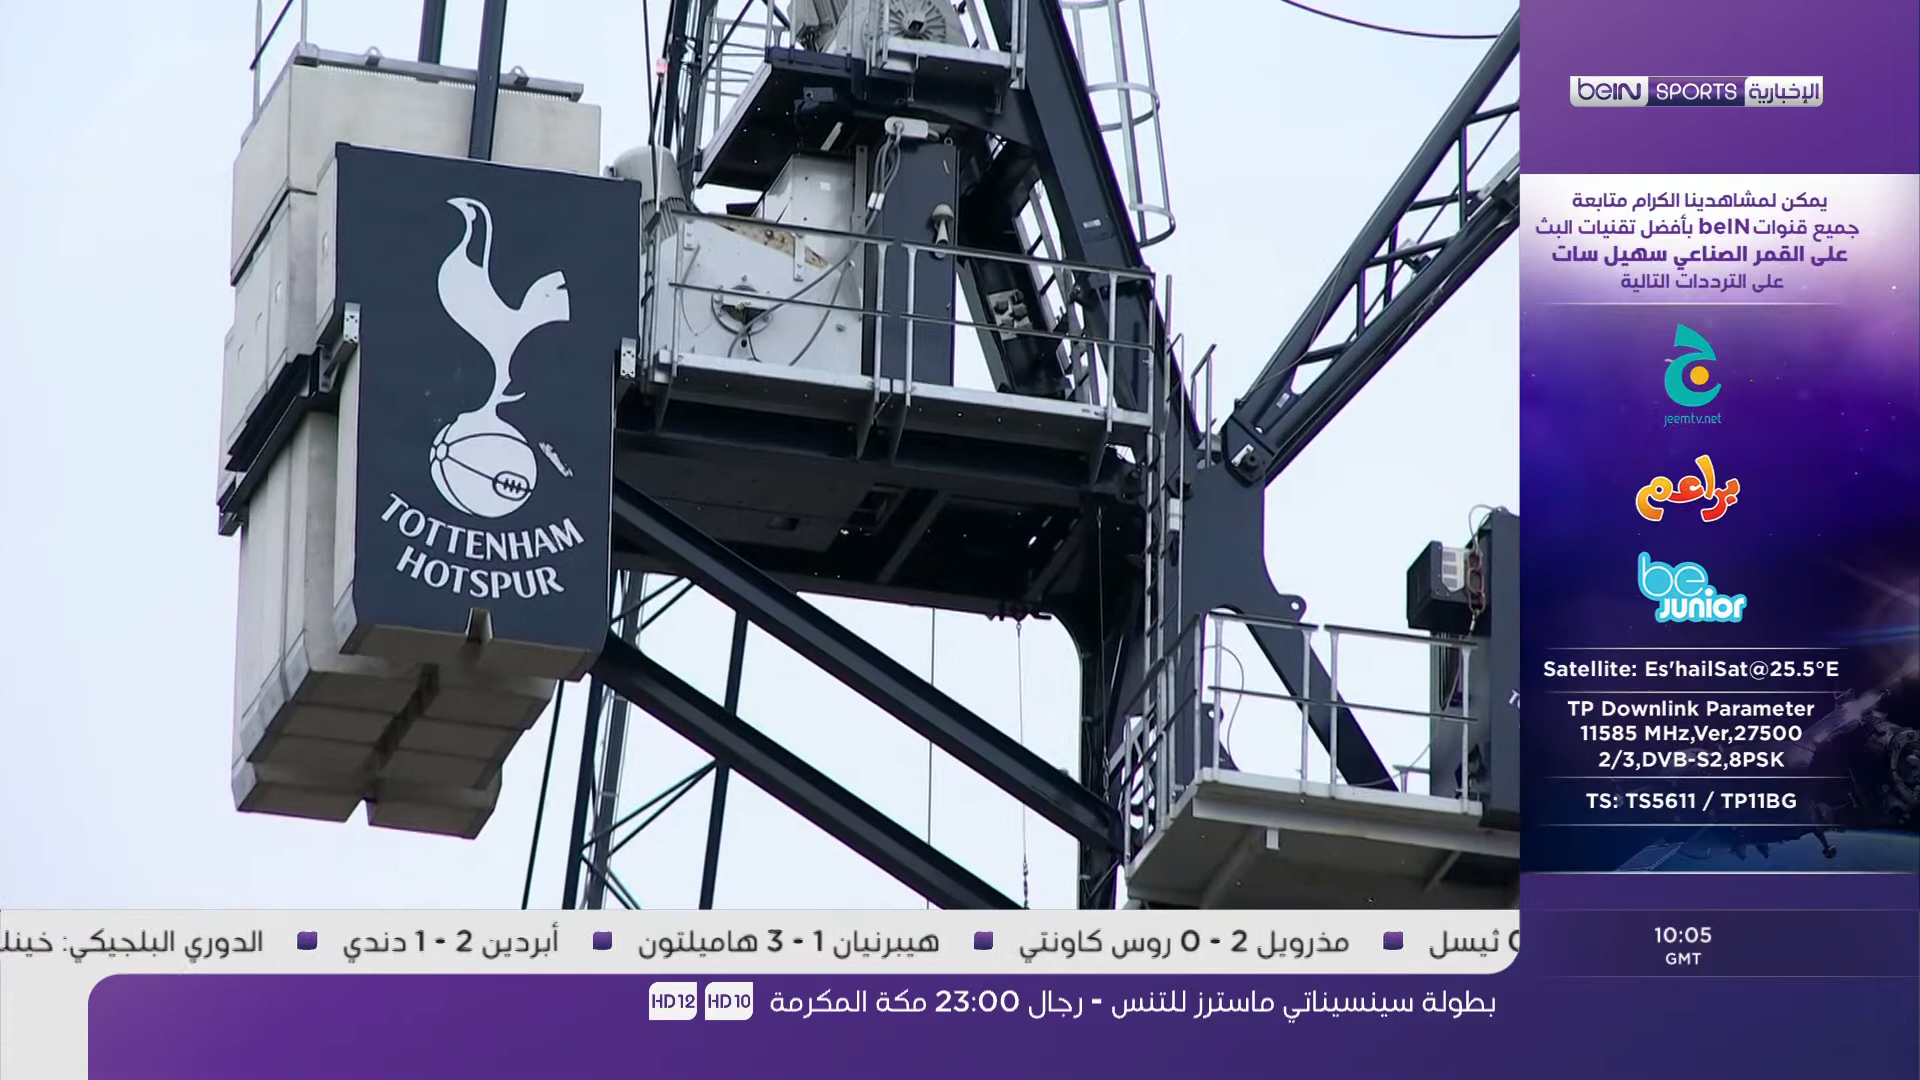 TOTTENHAM
HOTSPUR
beIN SPORTS الإخبارية
يمكن لمشاهدينا الكرام متابعة
جميع قنوات beIN بأفضل تقنيات البث
على القمر الصناعي سهيل سات
على الترددات التالية
ج
jeemtv.net
براعم
be
JUNIOR
Satellite: Es'hailSat@25.5°E
TP Downlink Parameter
11585 MHz,Ver,27500
2/3,DVB-S2,8PSK
TS: TS5611 / TP11BG
10:05
GMT
0 ثيسل ■ مذرويل 2 - 0 روس كاونتي ■ هيبرنيان 1 - 3 هاميلتون ■ أبردين 2 - 1 دندي ■ الدوري البلجيكي:
بطولة سينسيناتي ماسترز للتنس - رجال 23:00 مكة المكرمة HD10 HD12